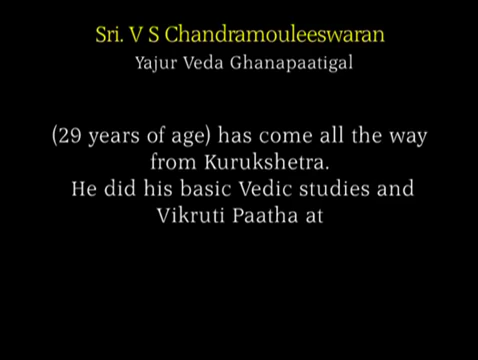 Sri. V S Chandramouleeswaran
Yajur Veda Ghanapaatigal
(29 years of age) has come all the way
from Kurukshetra.
He did his basic Vedic studies and
Vikruti Paatha at